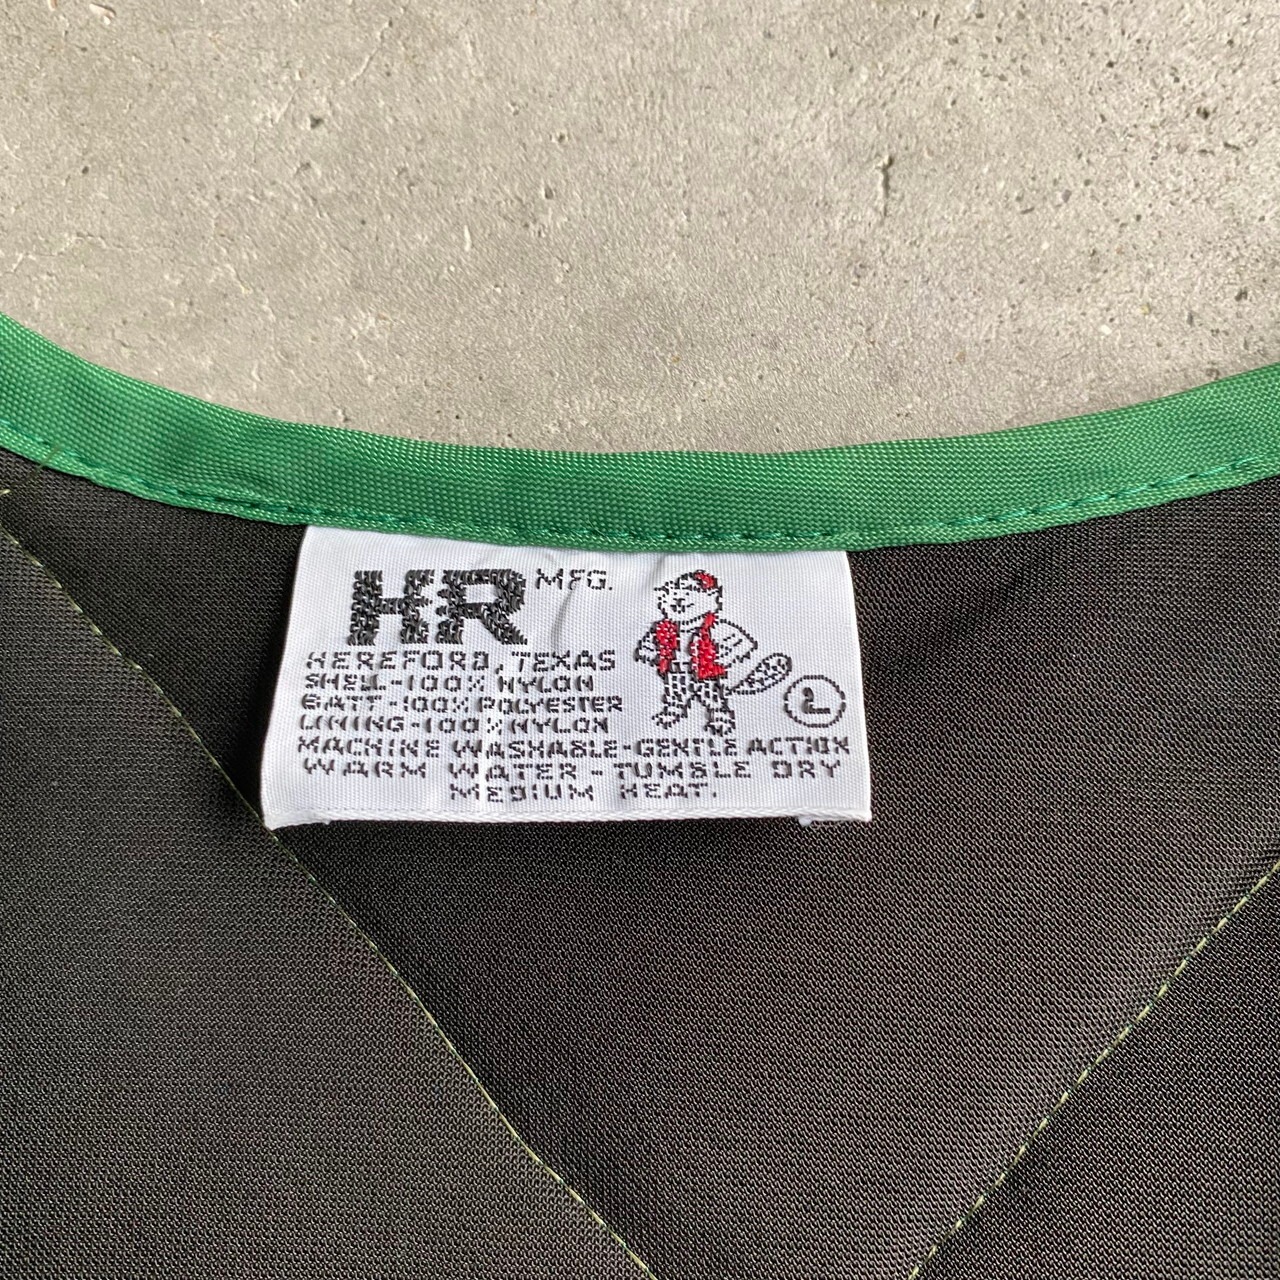 HR MFG.
HEREFORD, TEXAS
SHELL-100% NYLON
BATT-100% POLYESTER
LINING-100% NYLON
L
MACHINE WASHABLE-GENTLE ACTION
WARM WATER - TUMBLE DRY
MEDIUM HEAT.